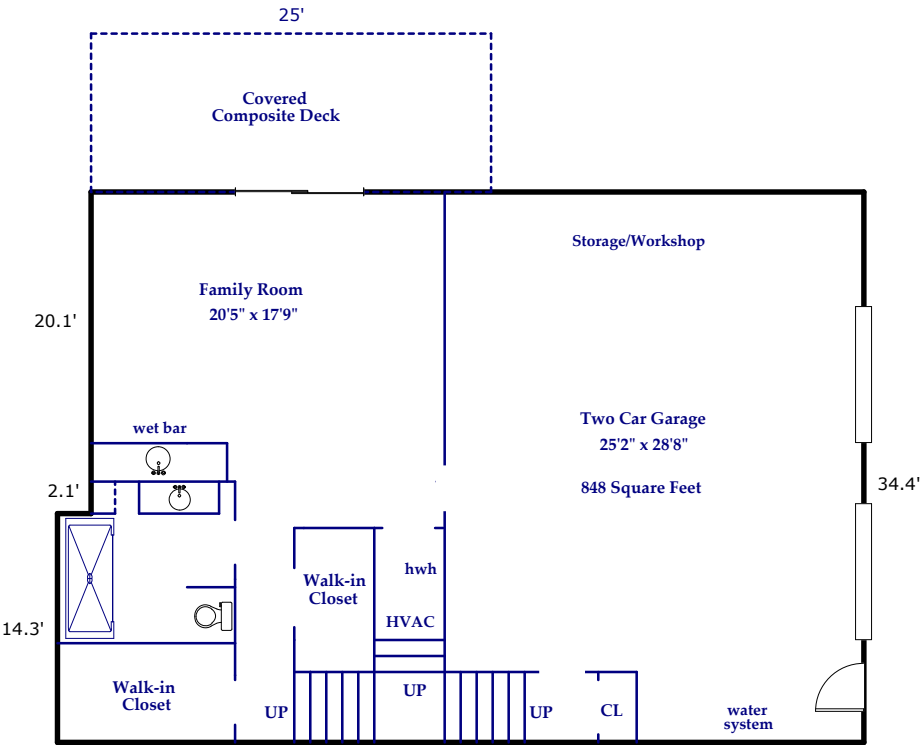 25'
Covered
Composite Deck
Storage/Workshop
Family Room
20'5" x 17'9"
20.1'
Two Car Garage
25'2" x 28'8"
wet bar
848 Square Feet
34.4'
2.1'
hwh
Walk-in
Closet
HVAC
14.3'
Walk-in
Closet
UP
UP
UP
CL
water
system